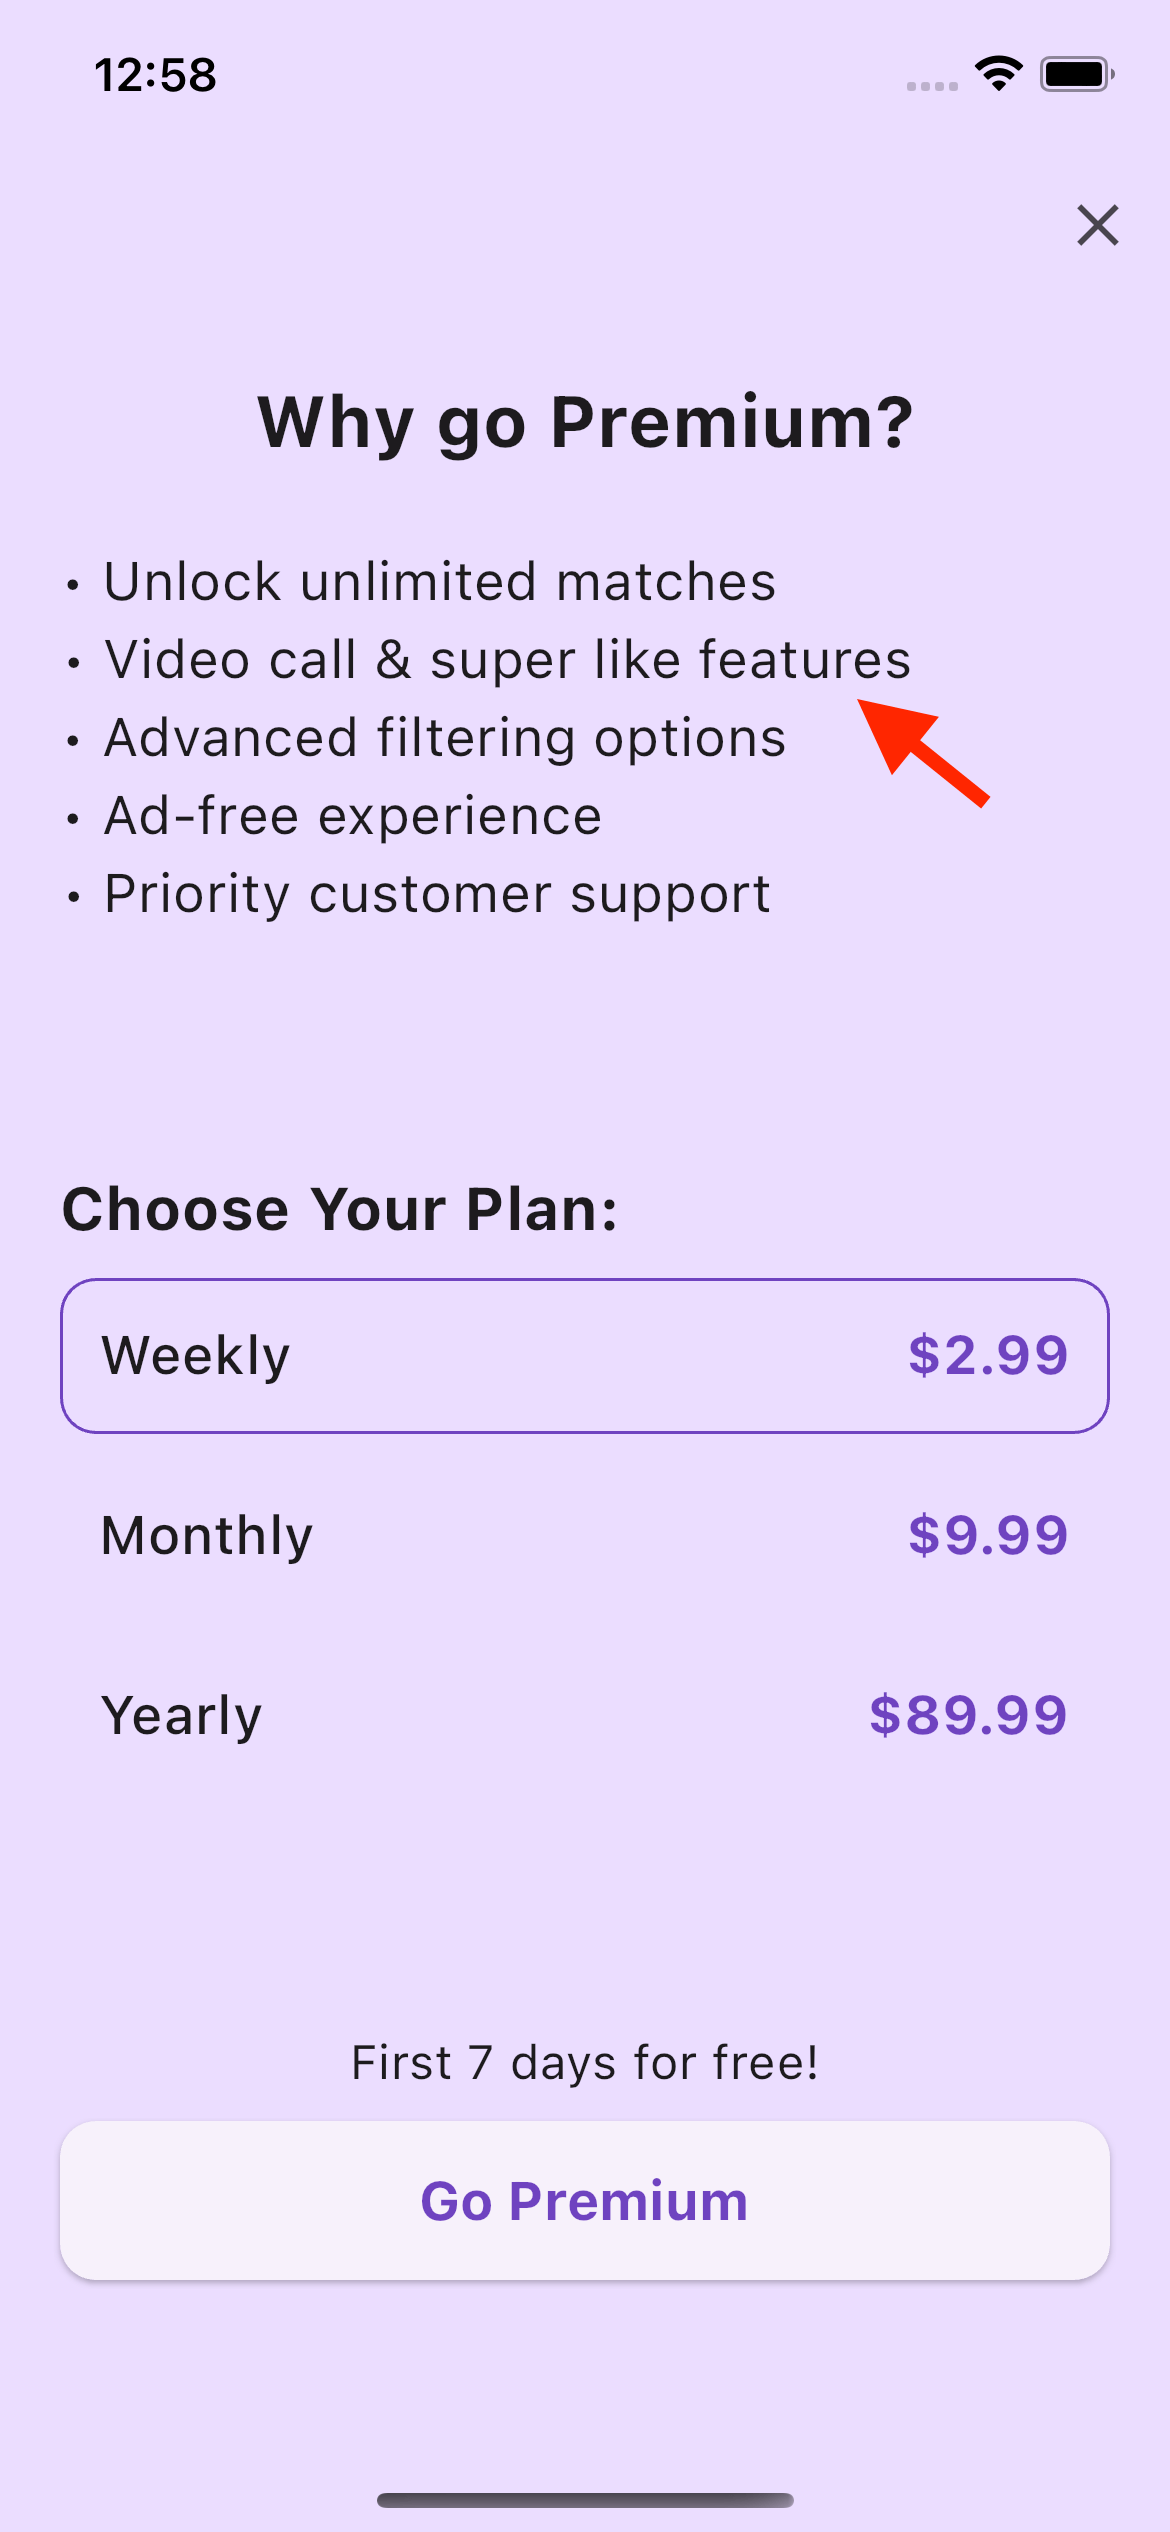 12:58
Why go Premium?
• Unlock unlimited matches
• Video call & super like features
• Advanced filtering options
• Ad-free experience
• Priority customer support
Choose Your Plan:
Weekly $2.99
Monthly $9.99
Yearly $89.99
First 7 days for free!
Go Premium